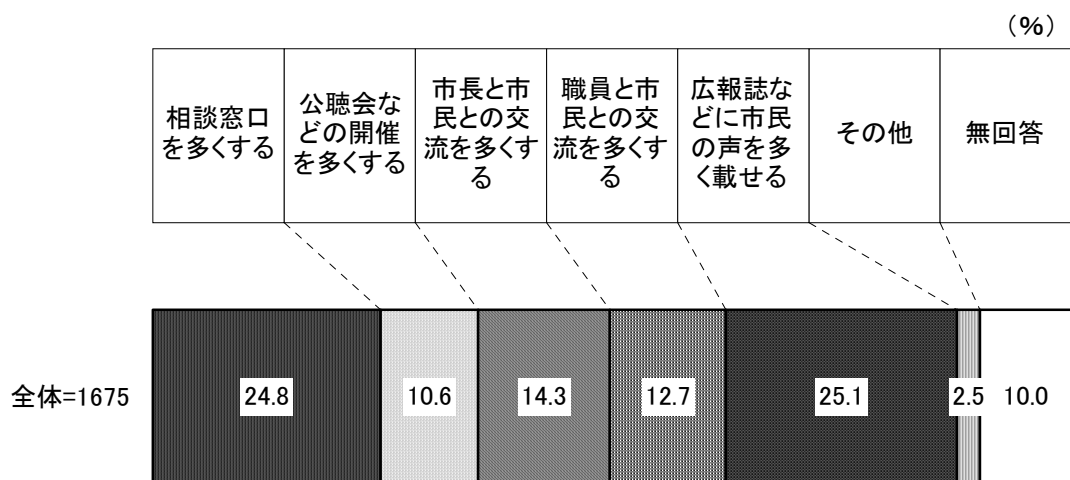 （%）
相談窓口
を多くする
公聴会な
どの開催
を多くする
市長と市
民との交
流を多くす
る
職員と市
民との交
流を多くす
る
広報誌な
どに市民
の声を多
く載せる
その他
無回答
全体=1675
24.8
10.6
14.3
12.7
25.1
2.5
10.0